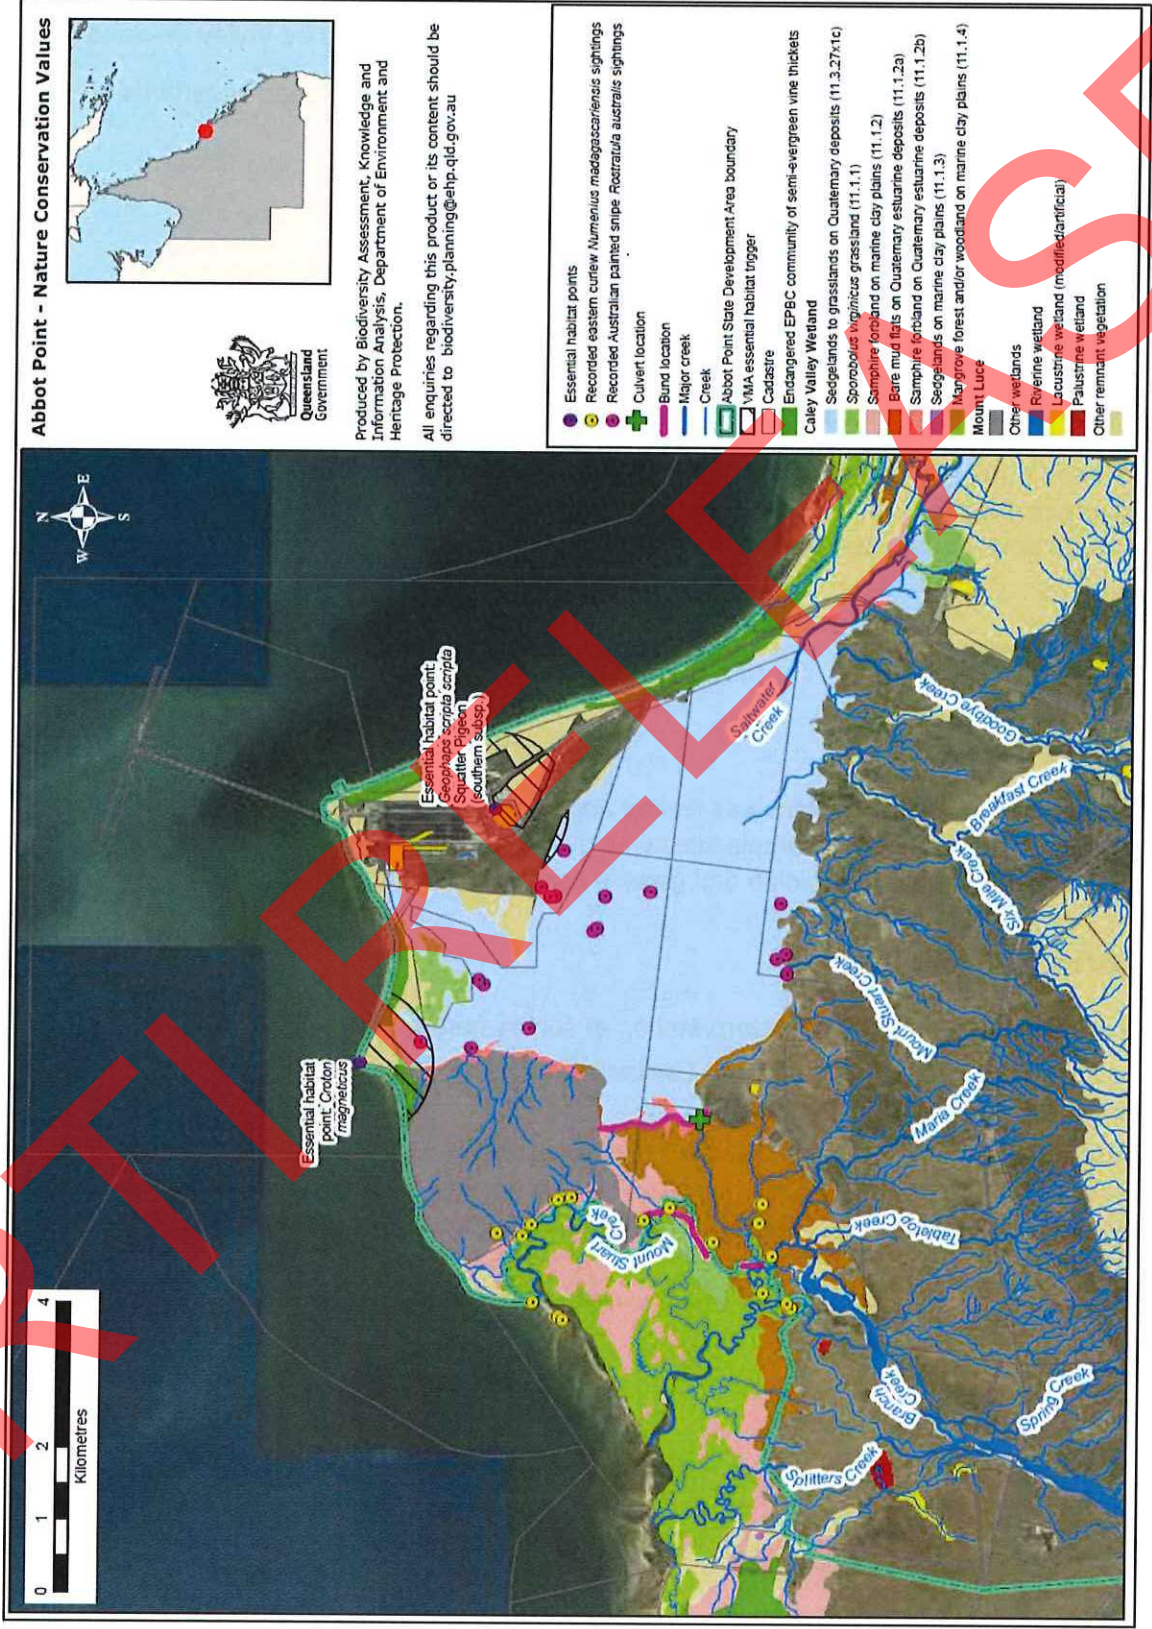 Abbot Point - Nature Conservation Values
Queensland
Government
Produced by Biodiversity Assessment, Knowledge and
Information Analysis, Department of Environment and
Heritage Protection.
All enquiries regarding this product or its content should be
directed to biodiversity.planning@ehp.qld.gov.au
Essential habitat points
Recorded eastern curlew Numenius madagascariensis sightings
Recorded Australian painted snipe Rostratula australis sightings
Culvert location
Bund location
Major creek
Creek
Abbot Point State Development Area boundary
VMA essential habitat trigger
Cadastre
Endangered EPBC community of semi-evergreen vine thickets
Caley Valley Wetland
Sedgelands to grasslands on Quaternary deposits (11.3.27x1c)
Sporobolus virginicus grassland (11.1.1)
Samphire forbland on marine clay plains (11.1.2)
Bare mud flats on Quaternary estuarine deposits (11.1.2a)
Samphire forbland on Quaternary estuarine deposits (11.1.2b)
Sedgelands on marine clay plains (11.1.3)
Mangrove forest and/or woodland on marine clay plains (11.1.4)
Mount Luce
Other wetlands
Riverine wetland
Lacustrine wetland (modified/artificial)
Palustrine wetland
Other remnant vegetation
N
W
E
S
Essential habitat point:
Geophaps scripta scripta
Squatter Pigeon
(southern subsp.)
Essential habitat
point: Croton
magneticus
Saltwater
Creek
Goodbye Creek
Breakfast Creek
Six Mile Creek
Mount Stuart Creek
Maria Creek
Tabletop
Creek
Mount Stuart
Creek
Branch
Creek
Spring Creek
Splitters Creek
0 1 2 4
Kilometres
RTI RELEASE